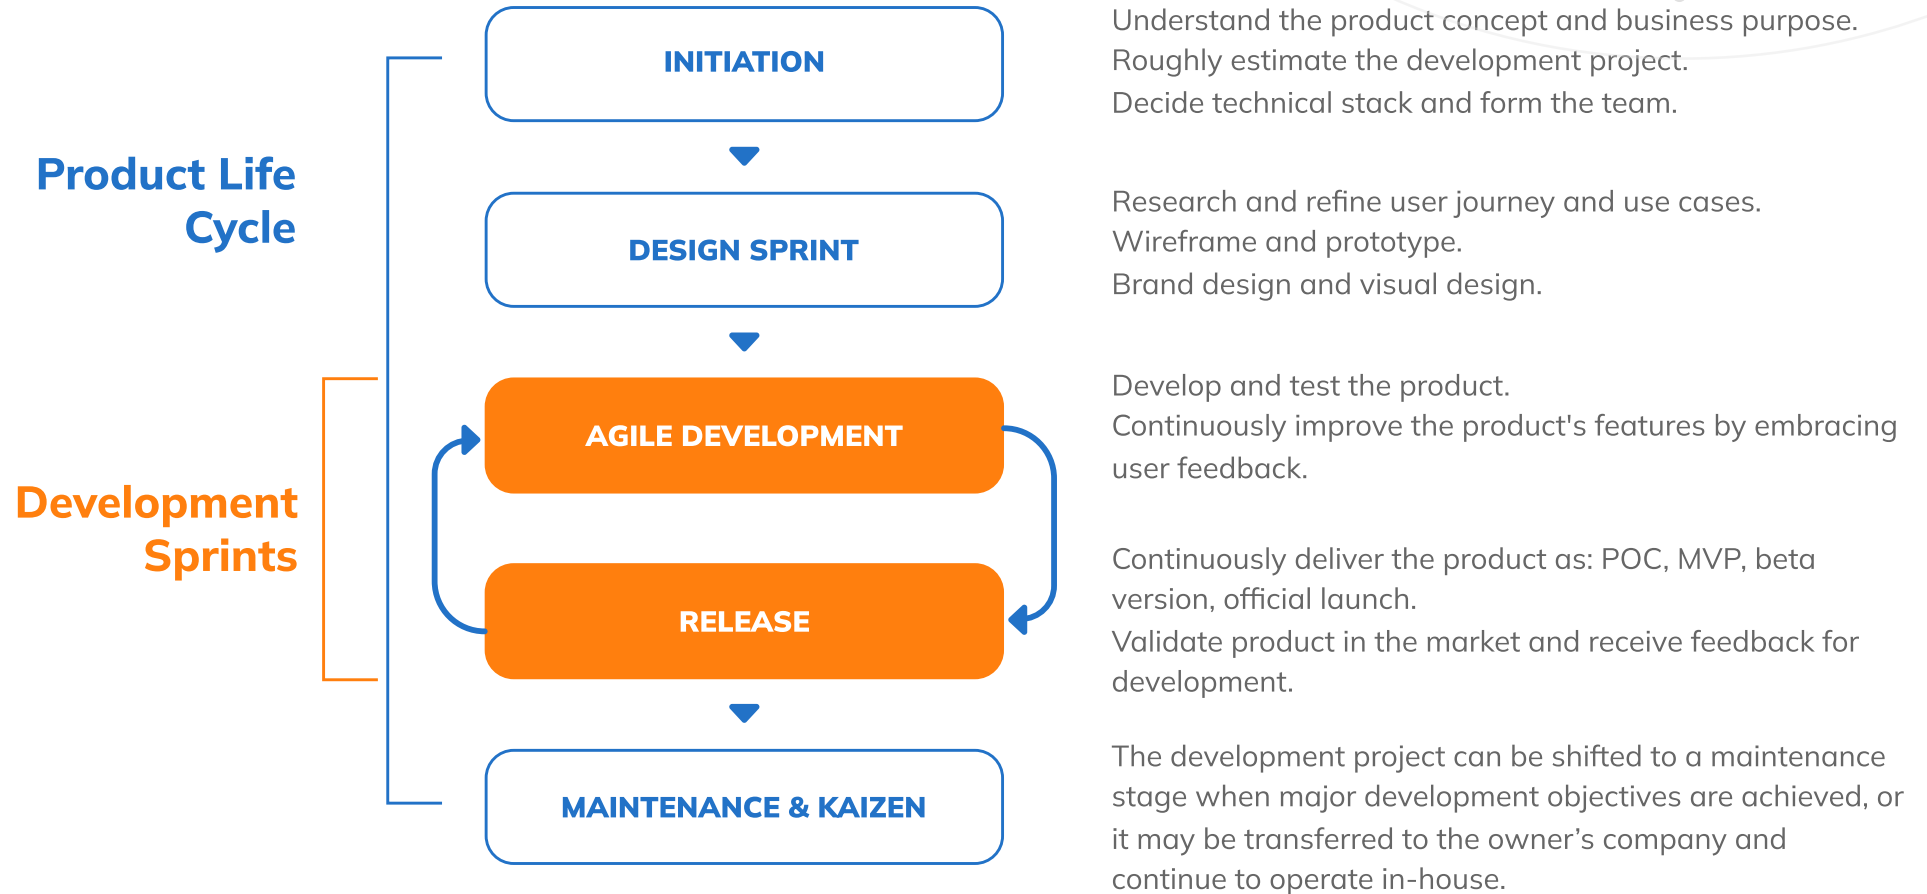 INITIATION
Understand the product concept and business purpose.
Roughly estimate the development project.
Decide technical stack and form the team.
Product Life
Cycle
DESIGN SPRINT
Research and refine user journey and use cases.
Wireframe and prototype.
Brand design and visual design.
Development
Sprints
AGILE DEVELOPMENT
Develop and test the product.
Continuously improve the product's features by embracing
user feedback.
RELEASE
Continuously deliver the product as: POC, MVP, beta
version, official launch.
Validate product in the market and receive feedback for
development.
MAINTENANCE & KAIZEN
The development project can be shifted to a maintenance
stage when major development objectives are achieved, or
it may be transferred to the owner’s company and
continue to operate in-house.